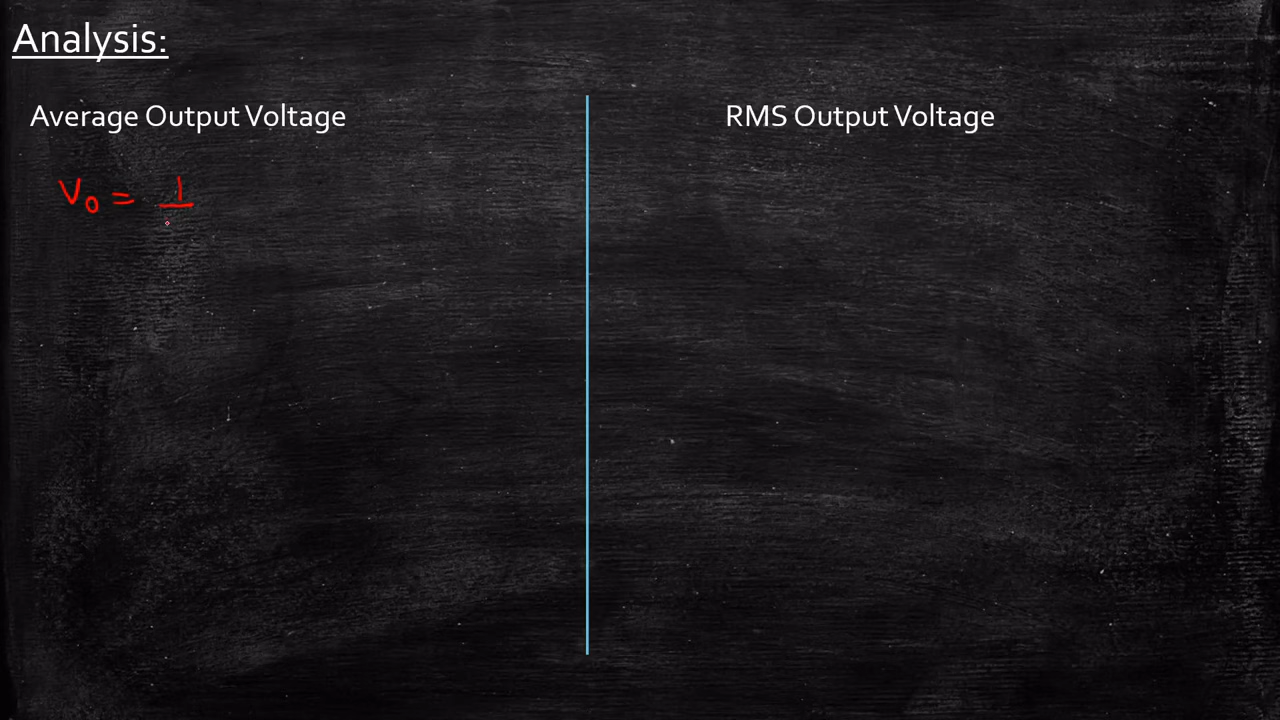 Analysis:
Average Output Voltage
V₀ = 1
RMS Output Voltage